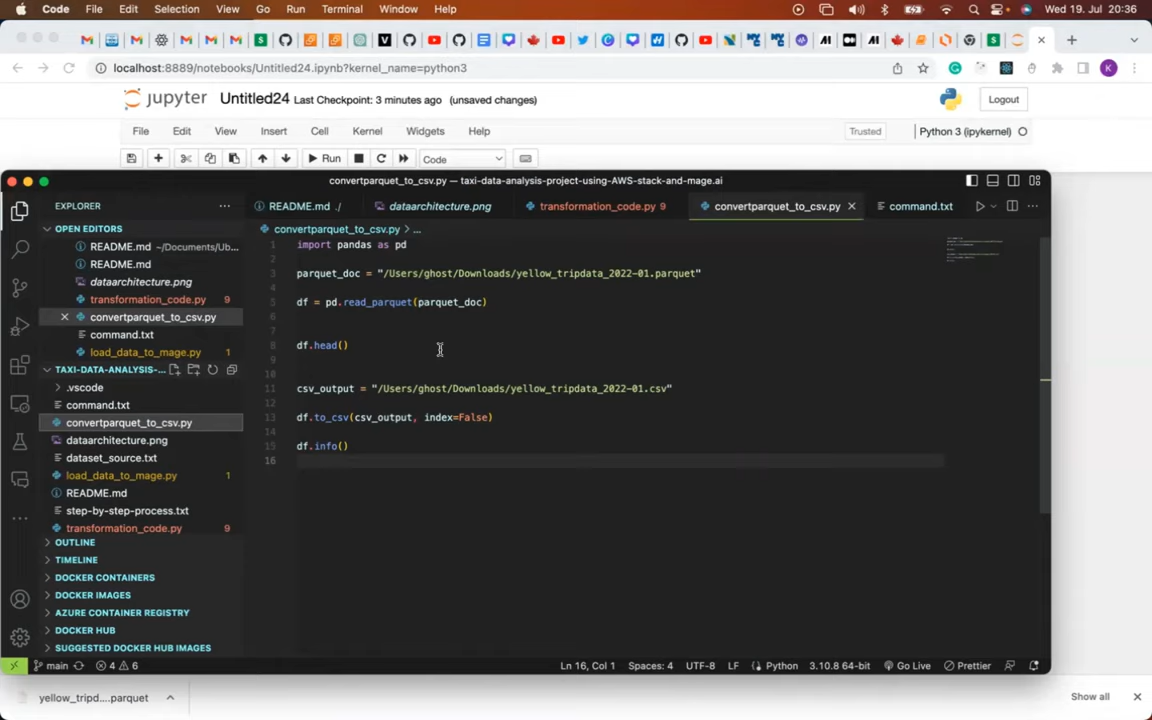 Code File Edit Selection View Go Run Terminal Window Help Wed 19. Jul 20:36
localhost:8889/notebooks/Untitled24.ipynb?kernel_name=python3
jupyter Untitled24 Last Checkpoint: 3 minutes ago (unsaved changes) Logout
File Edit View Insert Cell Kernel Widgets Help Trusted Python 3 (ipykernel)
Run Code
convertparquet_to_csv.py — taxi-data-analysis-project-using-AWS-stack-and-mage.ai
EXPLORER
README.md ./ dataarchitecture.png transformation_code.py 9 convertparquet_to_csv.py command.txt
OPEN EDITORS
README.md ~/Documents/Ub...
README.md
dataarchitecture.png
transformation_code.py 9
convertparquet_to_csv.py
command.txt
load_data_to_mage.py 1
TAXI-DATA-ANALYSIS-...
.vscode
command.txt
convertparquet_to_csv.py
dataarchitecture.png
dataset_source.txt
load_data_to_mage.py 1
README.md
step-by-step-process.txt
transformation_code.py 9
OUTLINE
TIMELINE
DOCKER CONTAINERS
DOCKER IMAGES
AZURE CONTAINER REGISTRY
DOCKER HUB
SUGGESTED DOCKER HUB IMAGES
convertparquet_to_csv.py > ...
1 import pandas as pd
2
3 parquet_doc = "/Users/ghost/Downloads/yellow_tripdata_2022-01.parquet"
4
5 df = pd.read_parquet(parquet_doc)
6
7
8 df.head()
9
10
11 csv_output = "/Users/ghost/Downloads/yellow_tripdata_2022-01.csv"
12
13 df.to_csv(csv_output, index=False)
14
15 df.info()
16
main 4 6 Ln 16, Col 1 Spaces: 4 UTF-8 LF Python 3.10.8 64-bit Go Live Prettier
yellow_tripd....parquet Show all